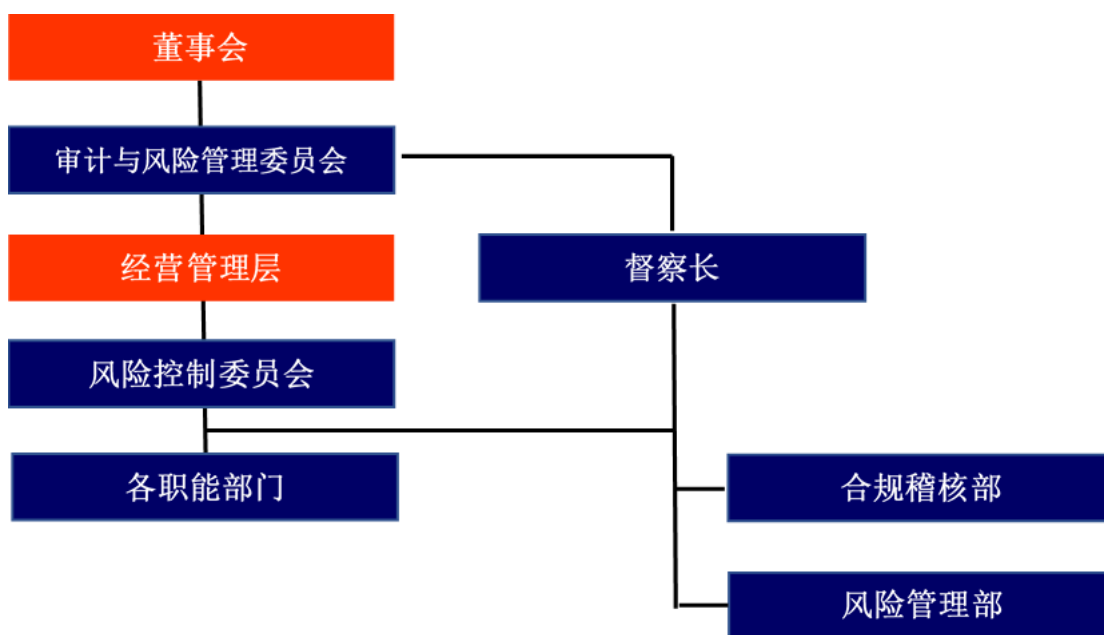 董事会
审计与风险管理委员会
经营管理层
督察长
风险控制委员会
各职能部门
合规稽核部
风险管理部